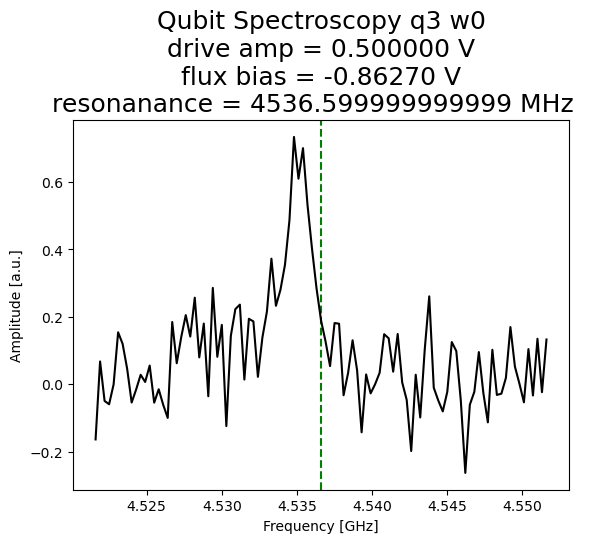 Qubit Spectroscopy q3 w0
drive amp = 0.500000 V
flux bias = -0.86270 V
resonanance = 4536.599999999999 MHz
Amplitude [a.u.]
0.6
0.4
0.2
0.0
−0.2
4.525 4.530 4.535 4.540 4.545 4.550
Frequency [GHz]